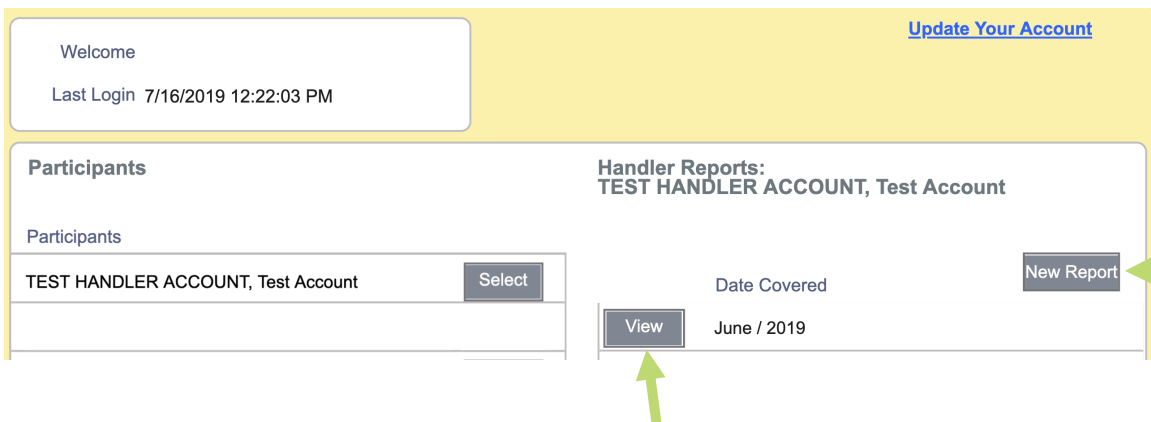 Update Your Account
Welcome
Last Login 7/16/2019 12:22:03 PM
Participants
Handler Reports:
TEST HANDLER ACCOUNT, Test Account
Participants
TEST HANDLER ACCOUNT, Test Account Select
Date Covered
New Report
View June / 2019